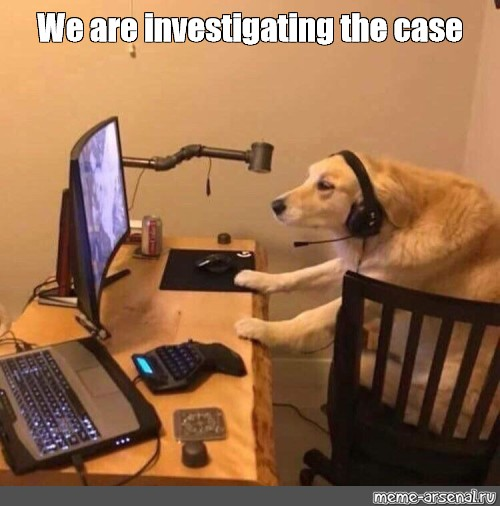 We are investigating the case
meme-arsenal.ru